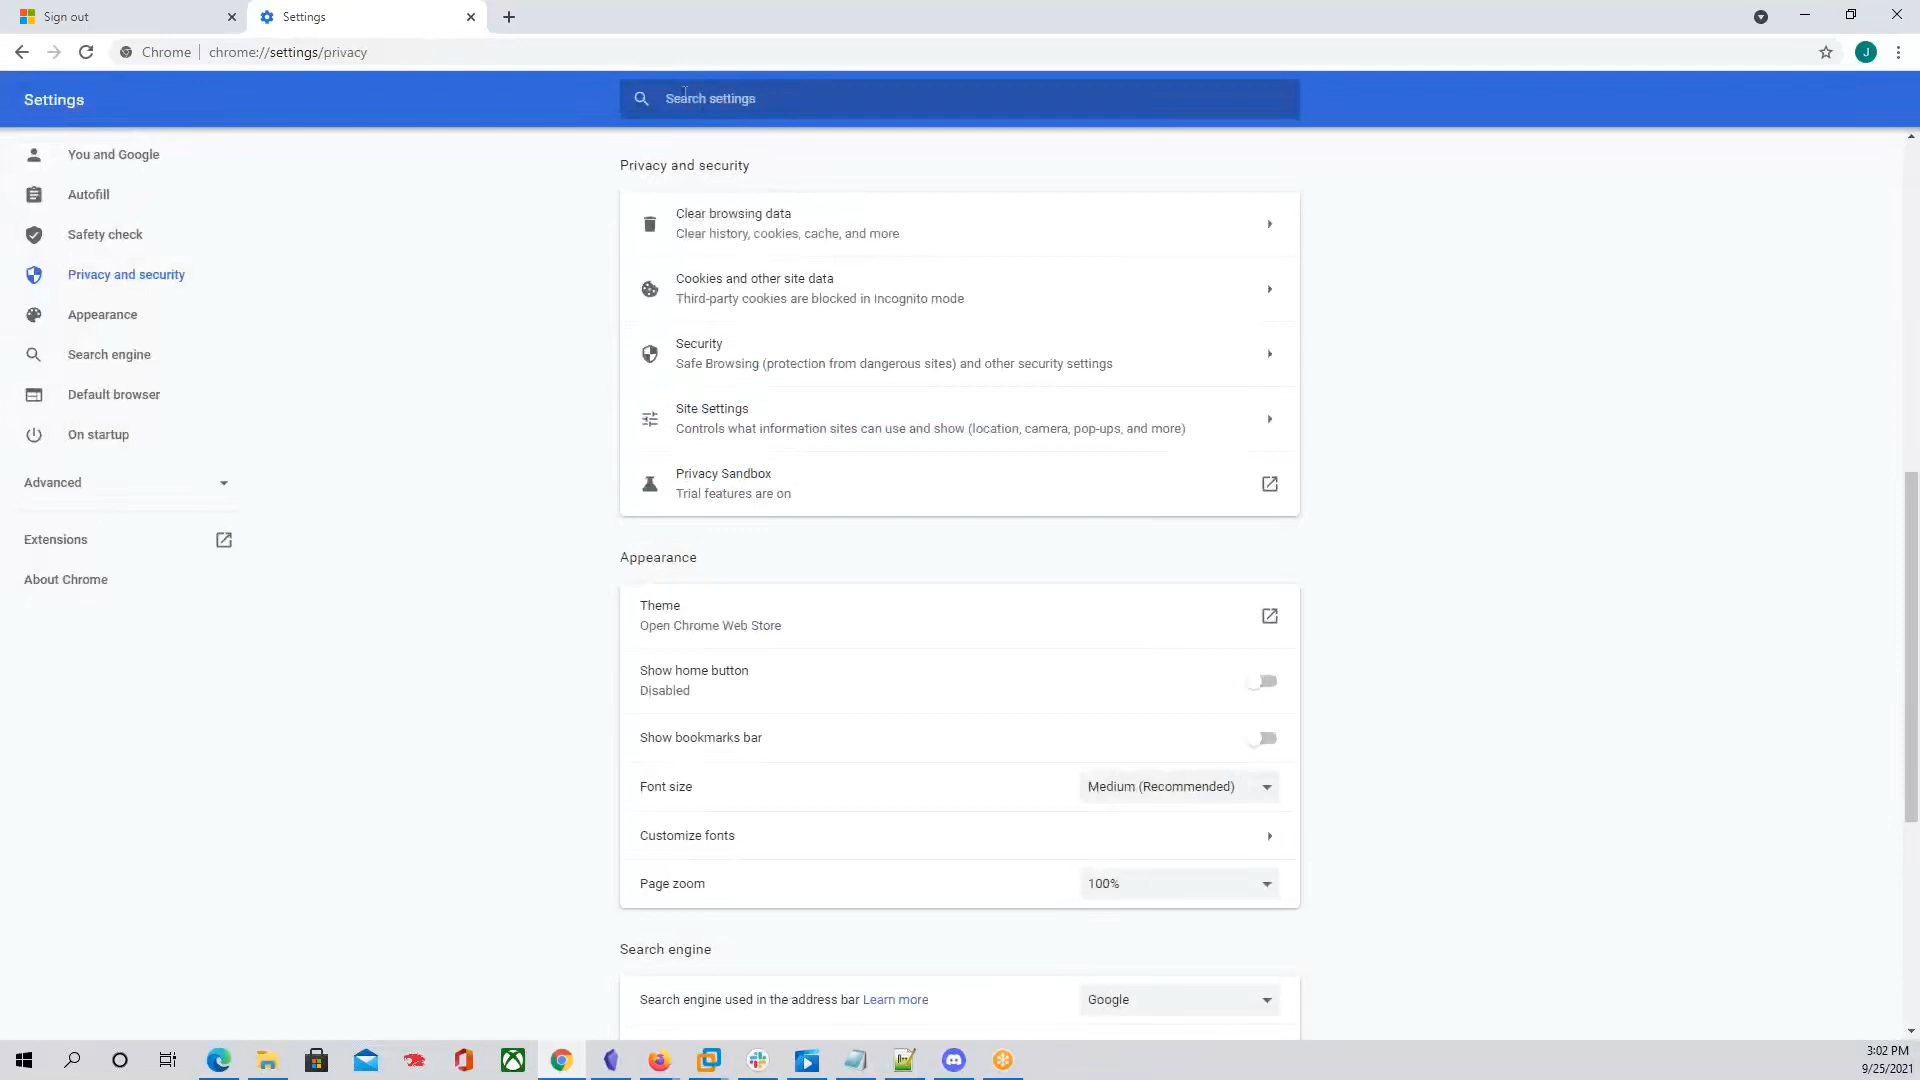 Sign out
Settings
Chrome
chrome://settings/privacy
J
Settings
Search settings
You and Google
Autofill
Safety check
Privacy and security
Appearance
Search engine
Default browser
On startup
Advanced
Extensions
About Chrome
Privacy and security
Clear browsing data
Clear history, cookies, cache, and more
Cookies and other site data
Third-party cookies are blocked in Incognito mode
Security
Safe Browsing (protection from dangerous sites) and other security settings
Site Settings
Controls what information sites can use and show (location, camera, pop-ups, and more)
Privacy Sandbox
Trial features are on
Appearance
Theme
Open Chrome Web Store
Show home button
Disabled
Show bookmarks bar
Font size
Medium (Recommended)
Customize fonts
Page zoom
100%
Search engine
Search engine used in the address bar Learn more
Google
3:02 PM
9/25/2021